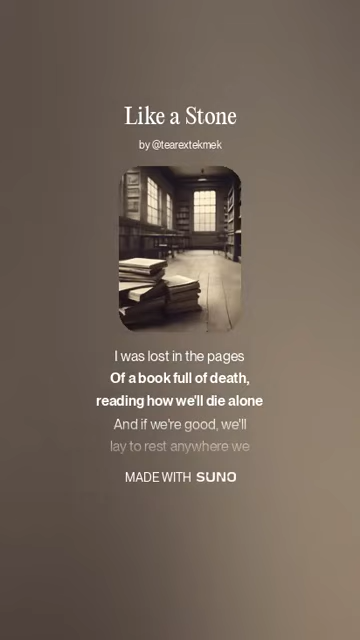 Like a Stone
by @tearextekmek
I was lost in the pages
Of a book full of death,
reading how we'll die alone
And if we're good, we'll
lay to rest anywhere we
MADE WITH SUNO